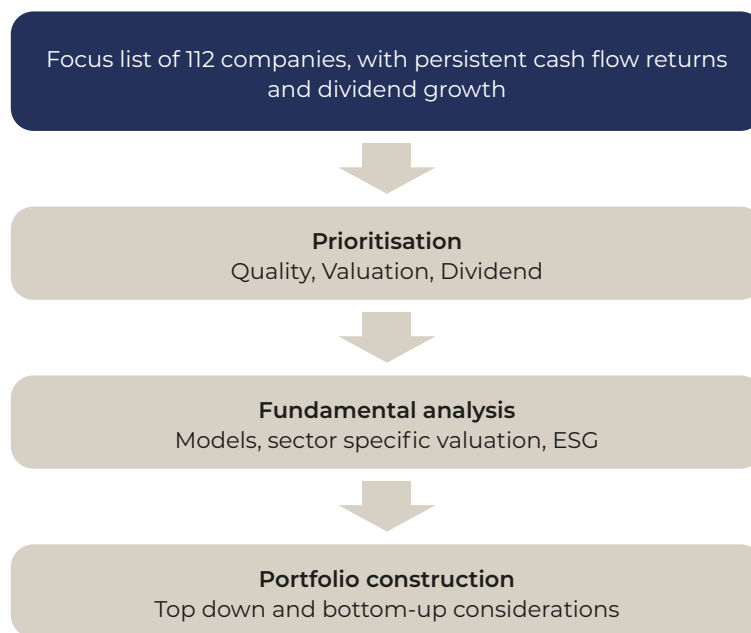 Focus list of 112 companies, with persistent cash flow returns
and dividend growth
Prioritisation
Quality, Valuation, Dividend
Fundamental analysis
Models, sector specific valuation, ESG
Portfolio construction
Top down and bottom-up considerations